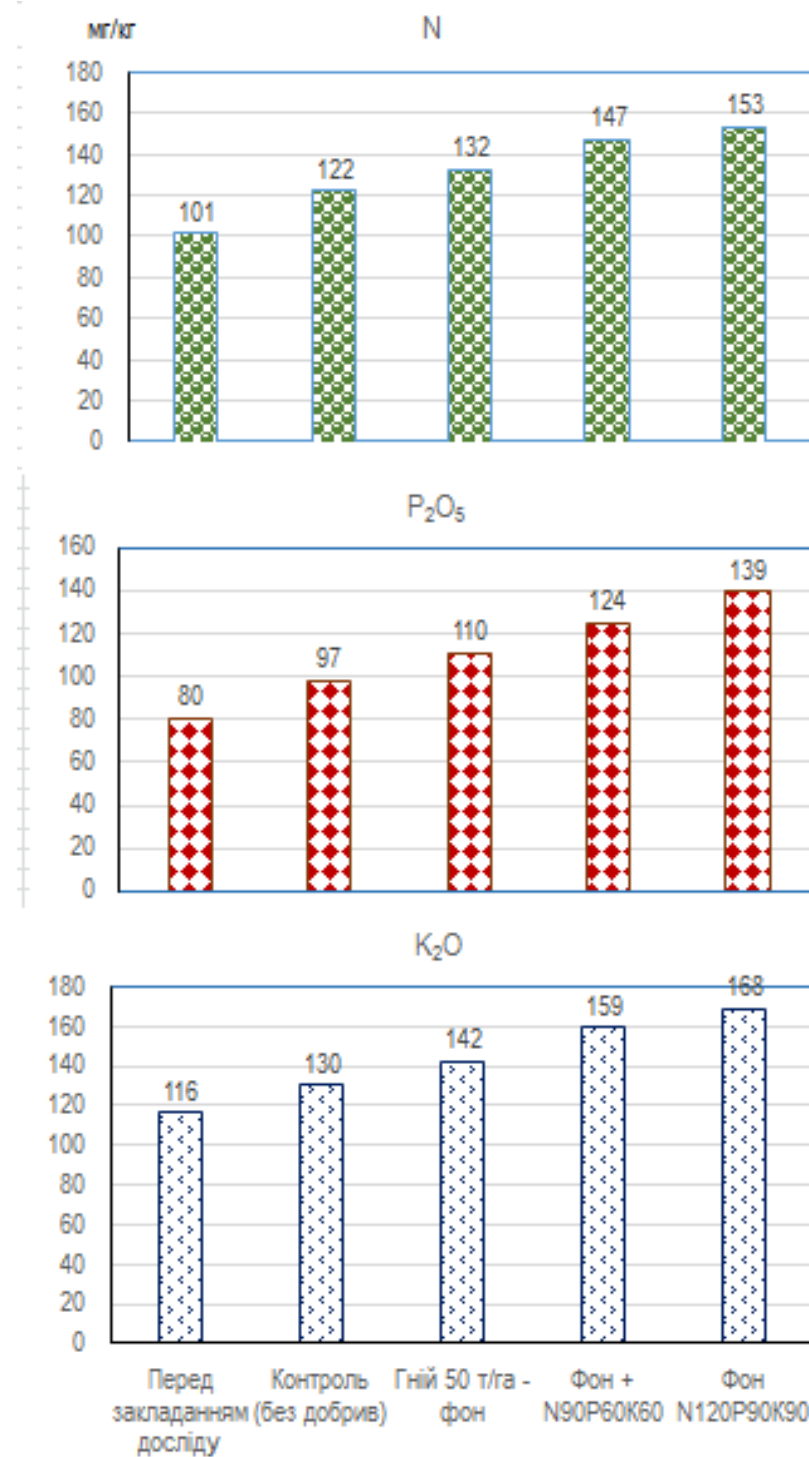 мг/кг
N
180
160
140
120
100
80
60
40
20
0
101
122
132
147
153
P₂O₅
160
140
120
100
80
60
40
20
0
80
97
110
124
139
K₂O
180
160
140
120
100
80
60
40
20
0
116
130
142
159
168
Перед
закладанням
досліду
Контроль
(без добрив)
Гній 50 т/га -
фон
Фон +
N90P60K60
Фон
N120P90K90